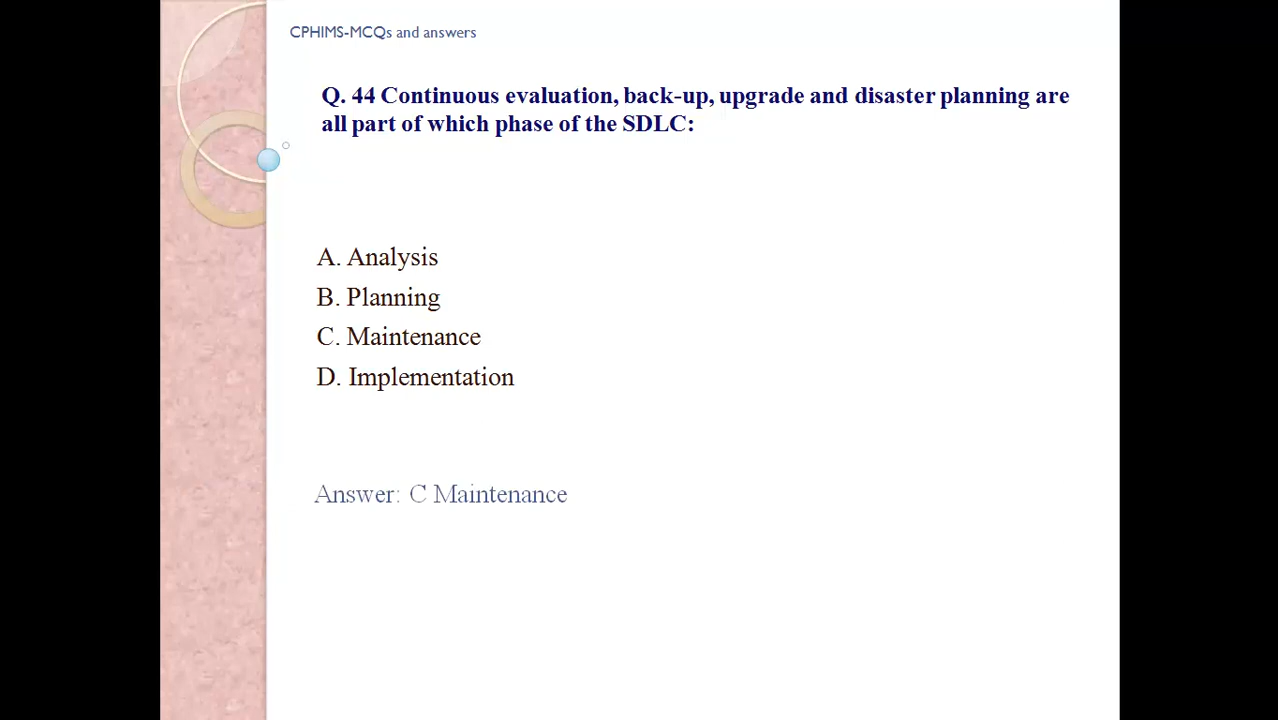 CPHIMS-MCQs and answers
Q. 44 Continuous evaluation, back-up, upgrade and disaster planning are
all part of which phase of the SDLC:
A. Analysis
B. Planning
C. Maintenance
D. Implementation
Answer: C Maintenance